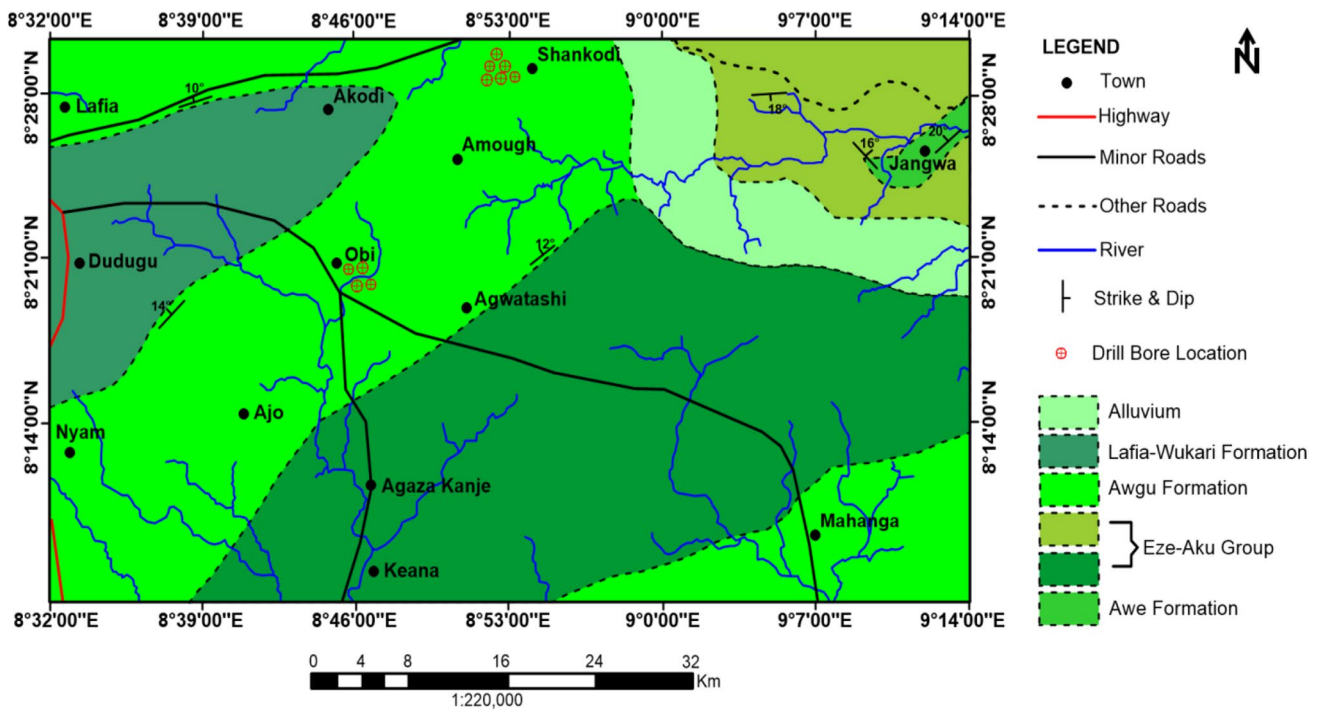 8°32'00"E 8°39'00"E 8°46'00"E 8°53'00"E 9°0'00"E 9°7'00"E 9°14'00"E
8°28'00"N
8°21'00"N
8°14'00"N
Lafia
10°
Akodi
Shankodi
Amough
18°
16°
20°
Jangwa
Dudugu
Obi
12°
14°
Agwatashi
Ajo
Nyam
Agaza Kanje
Keana
Mahanga
8°28'00"N
8°21'00"N
8°14'00"N
8°32'00"E 8°39'00"E 8°46'00"E 8°53'00"E 9°0'00"E 9°7'00"E 9°14'00"E
0 4 8 16 24 32 Km
1:220,000
N
LEGEND
Town
Highway
Minor Roads
Other Roads
River
Strike & Dip
Drill Bore Location
Alluvium
Lafia-Wukari Formation
Awgu Formation
Eze-Aku Group
Awe Formation